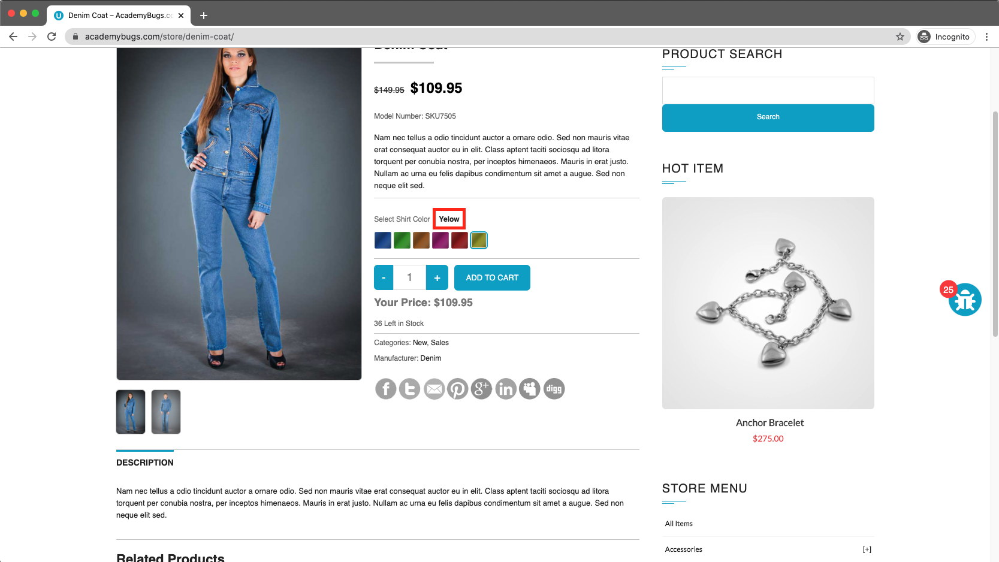 Denim Coat – AcademyBugs.co
academybugs.com/store/denim-coat/
Incognito
Denim Coat
$149.95 $109.95
Model Number: SKU7505
Nam nec tellus a odio tincidunt auctor a ornare odio. Sed non mauris vitae
erat consequat auctor eu in elit. Class aptent taciti sociosqu ad litora
torquent per conubia nostra, per inceptos himenaeos. Mauris in erat justo.
Nullam ac urna eu felis dapibus condimentum sit amet a augue. Sed non
neque elit sed.
Select Shirt Color Yelow
- 1 + ADD TO CART
Your Price: $109.95
36 Left in Stock
Categories: New, Sales
Manufacturer: Denim
digg
DESCRIPTION
Nam nec tellus a odio tincidunt auctor a ornare odio. Sed non mauris vitae erat consequat auctor eu in elit. Class aptent taciti sociosqu ad litora
torquent per conubia nostra, per inceptos himenaeos. Mauris in erat justo. Nullam ac urna eu felis dapibus condimentum sit amet a augue. Sed non
neque elit sed.
Related Products
PRODUCT SEARCH
Search
HOT ITEM
Anchor Bracelet
$275.00
STORE MENU
All Items
Accessories [+]
25